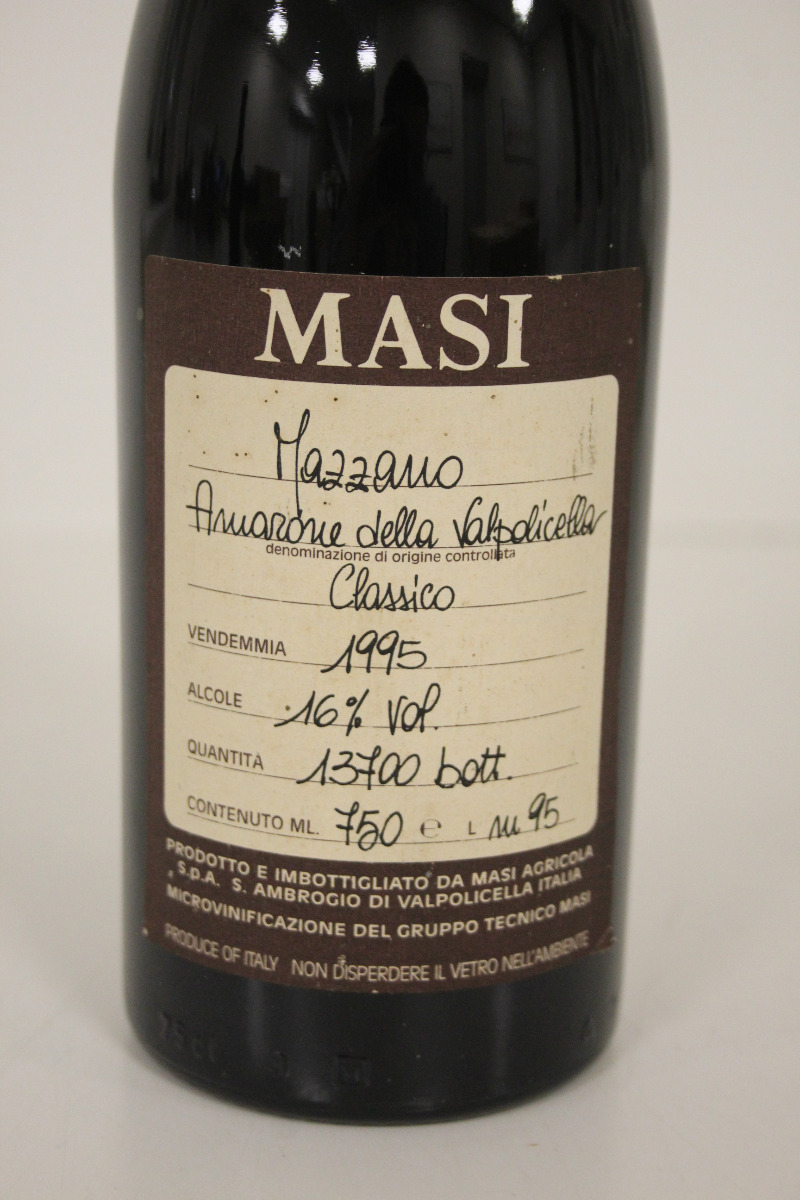 MASI
Mazzano
Amarone della Valpolicella
denominazione di origine controllata
Classico
VENDEMMIA 1995
ALCOLE 16% vol.
QUANTITÀ 13700 bott.
CONTENUTO ML. 750 e L m 95
PRODOTTO E IMBOTTIGLIATO DA MASI AGRICOLA
S.p.A. S. AMBROGIO DI VALPOLICELLA ITALIA
MICROVINIFICAZIONE DEL GRUPPO TECNICO MASI
PRODUCE OF ITALY NON DISPERDERE IL VETRO NELL'AMBIENTE
75cl